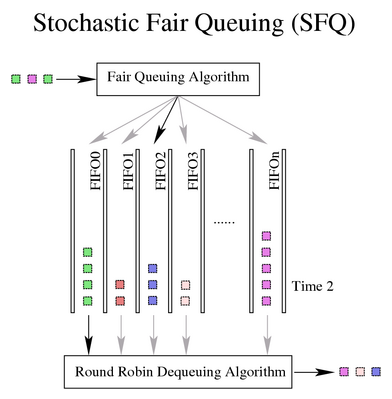 Stochastic Fair Queuing (SFQ)
Fair Queuing Algorithm
FIFO0
FIFO1
FIFO2
FIFO3
......
FIFOn
Time 2
Round Robin Dequeuing Algorithm